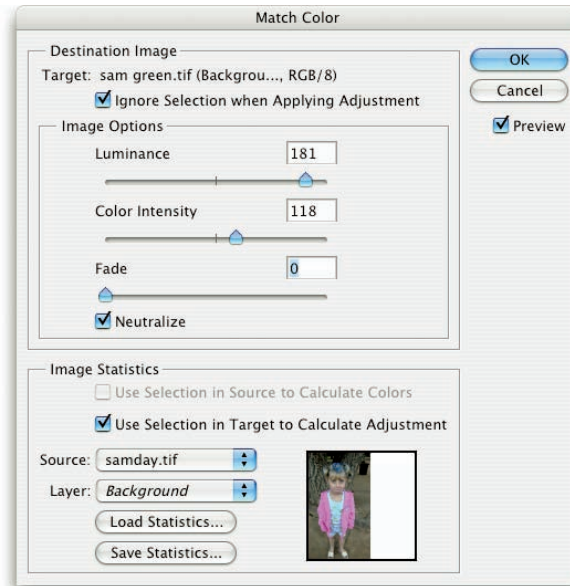 Match Color
Destination Image
Target: sam green.tif (Backgrou..., RGB/8)
Ignore Selection when Applying Adjustment
Image Options
Luminance 181
Color Intensity 118
Fade 0
Neutralize
OK
Cancel
Preview
Image Statistics
Use Selection in Source to Calculate Colors
Use Selection in Target to Calculate Adjustment
Source: samday.tif
Layer: Background
Load Statistics...
Save Statistics...